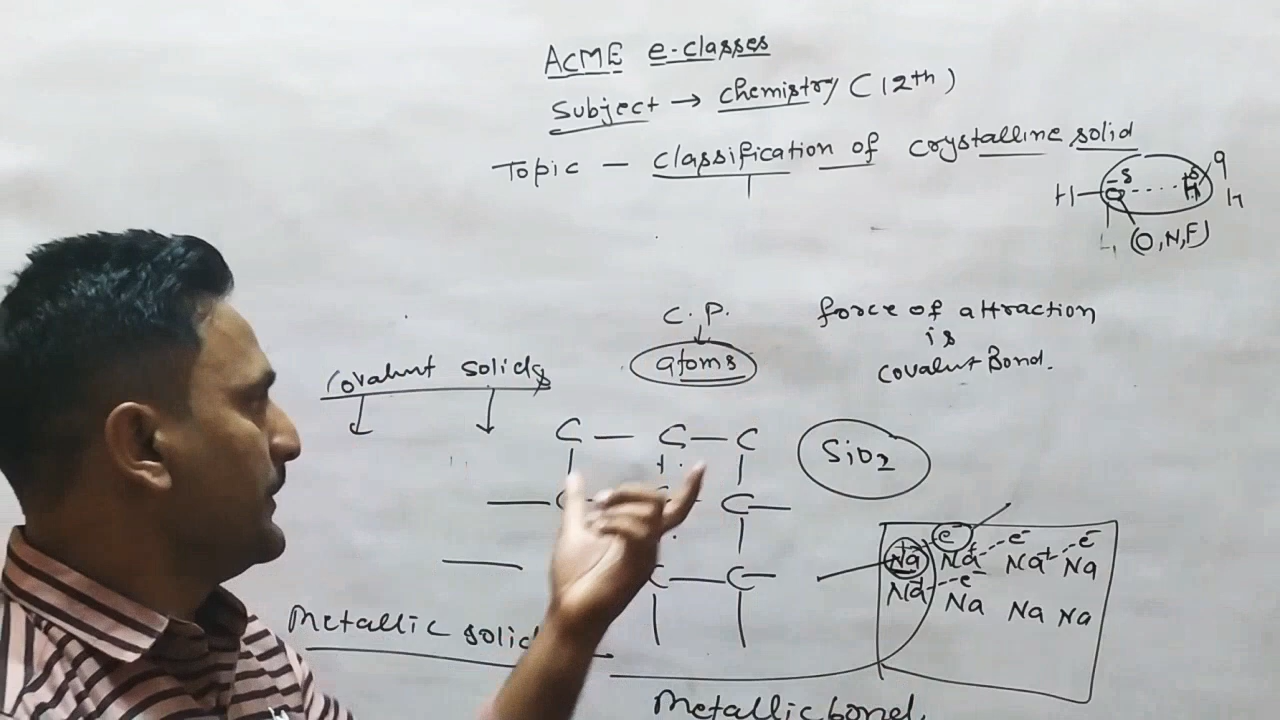 AcME e-classes
Subject → chemistry (12th)
Topic - classification of crystalline solid
H - O -δ ···· +δ H
H
(O,N,F)
C.P.
atoms
force of attraction
is
covalent Bond.
covalent solids
C — C — C
SiO2
C
C — C
Na+ e- Na+ -- e- Na+ -- e- Na
Na+ --- e- Na Na Na
Metallic solid
Metallic bond.